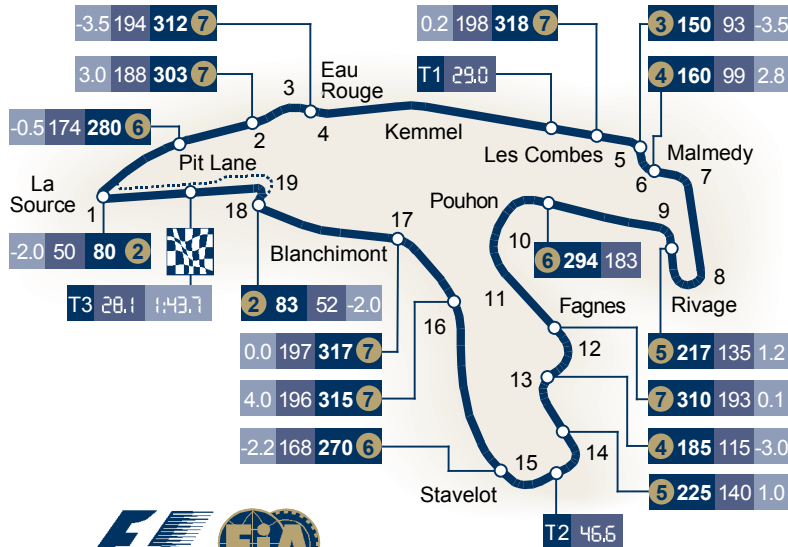 -3.5 194 312 7
0.2 198 318 7
3 150 93 -3.5
3.0 188 303 7
T1 29.0
4 160 99 2.8
3
Eau
Rouge
-0.5 174 280 6
2
4
Kemmel
Les Combes
5
Malmedy
6
7
Pit Lane
19
La
Source
1
18
Pouhon
9
17
10
-2.0 50 80 2
Blanchimont
6 294 183
8
T3 28.1 1:43.7
2 83 52 -2.0
11
Fagnes
Rivage
16
12
0.0 197 317 7
5 217 135 1.2
13
4.0 196 315 7
7 310 193 0.1
-2.2 168 270 6
14
4 185 115 -3.0
15
Stavelot
5 225 140 1.0
T2 46.6
F1
FiA